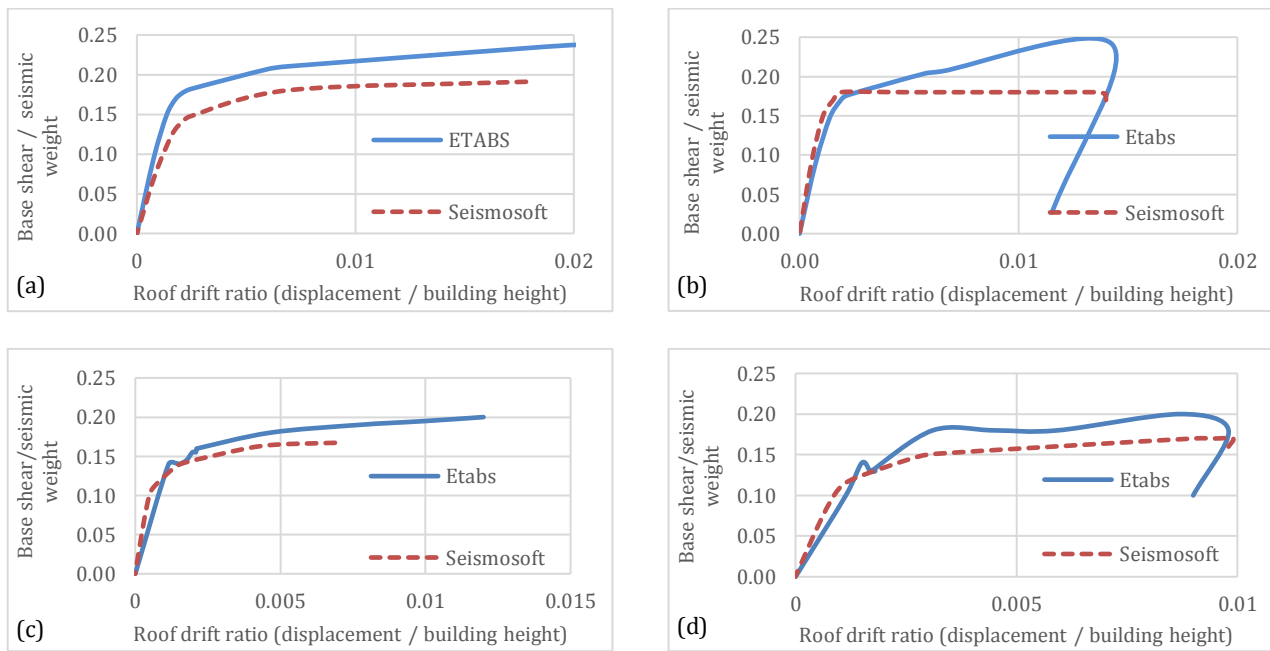 0.25
0.20
0.15
0.10
0.05
0.00
Base shear / seismic
weight
ETABS
Seismosoft
0
0.01
0.02
(a)
Roof drift ratio (displacement / building height)
0.25
0.20
0.15
0.10
0.05
0.00
Base shear / seismic
weight
Etabs
Seismosoft
0.00
0.01
0.02
(b)
Roof drift ratio (displacement / building height)
0.25
0.20
0.15
0.10
0.05
0.00
Base shear/seismic
weight
Etabs
Seismosoft
0
0.005
0.01
0.015
(c)
Roof drift ratio (displacement / building height)
0.25
0.20
0.15
0.10
0.05
0.00
Base shear/seismic
weight
Etabs
Seismosoft
0
0.005
0.01
(d)
Roof drift ratio (displacement / building height)